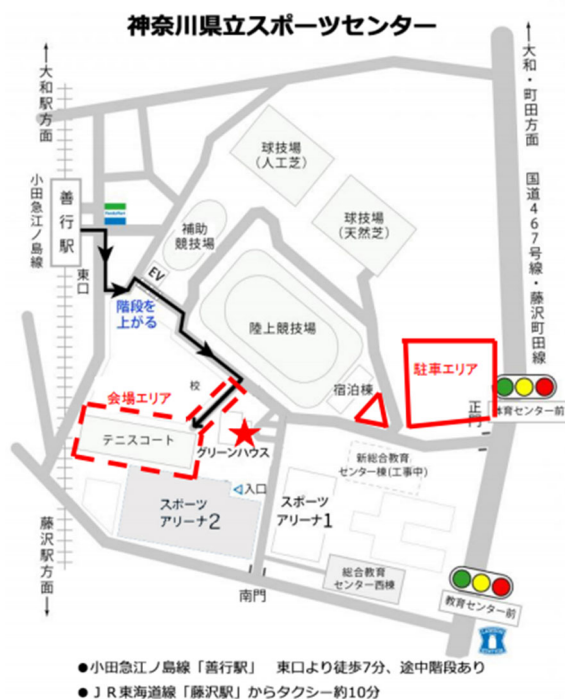 神奈川県立スポーツセンター
↑大和駅方面
↑大和・町田方面
小田急江ノ島線
善行駅
FamilyMart
東口
国道467号線・藤沢町田線
球技場
(人工芝)
球技場
(天然芝)
補助
競技場
EV
階段を
上がる
陸上競技場
駐車エリア
宿泊棟
体育センター前
正門
校
会場エリア
テニスコート
グリーンハウス
新総合教育
センター棟(工事中)
入口
スポーツ
アリーナ2
スポーツ
アリーナ1
総合教育
センター西棟
教育センター前
藤沢駅方面→
南門
LAWSON
●小田急江ノ島線「善行駅」 東口より徒歩7分、途中階段あり
●JR東海道線「藤沢駅」からタクシー約10分